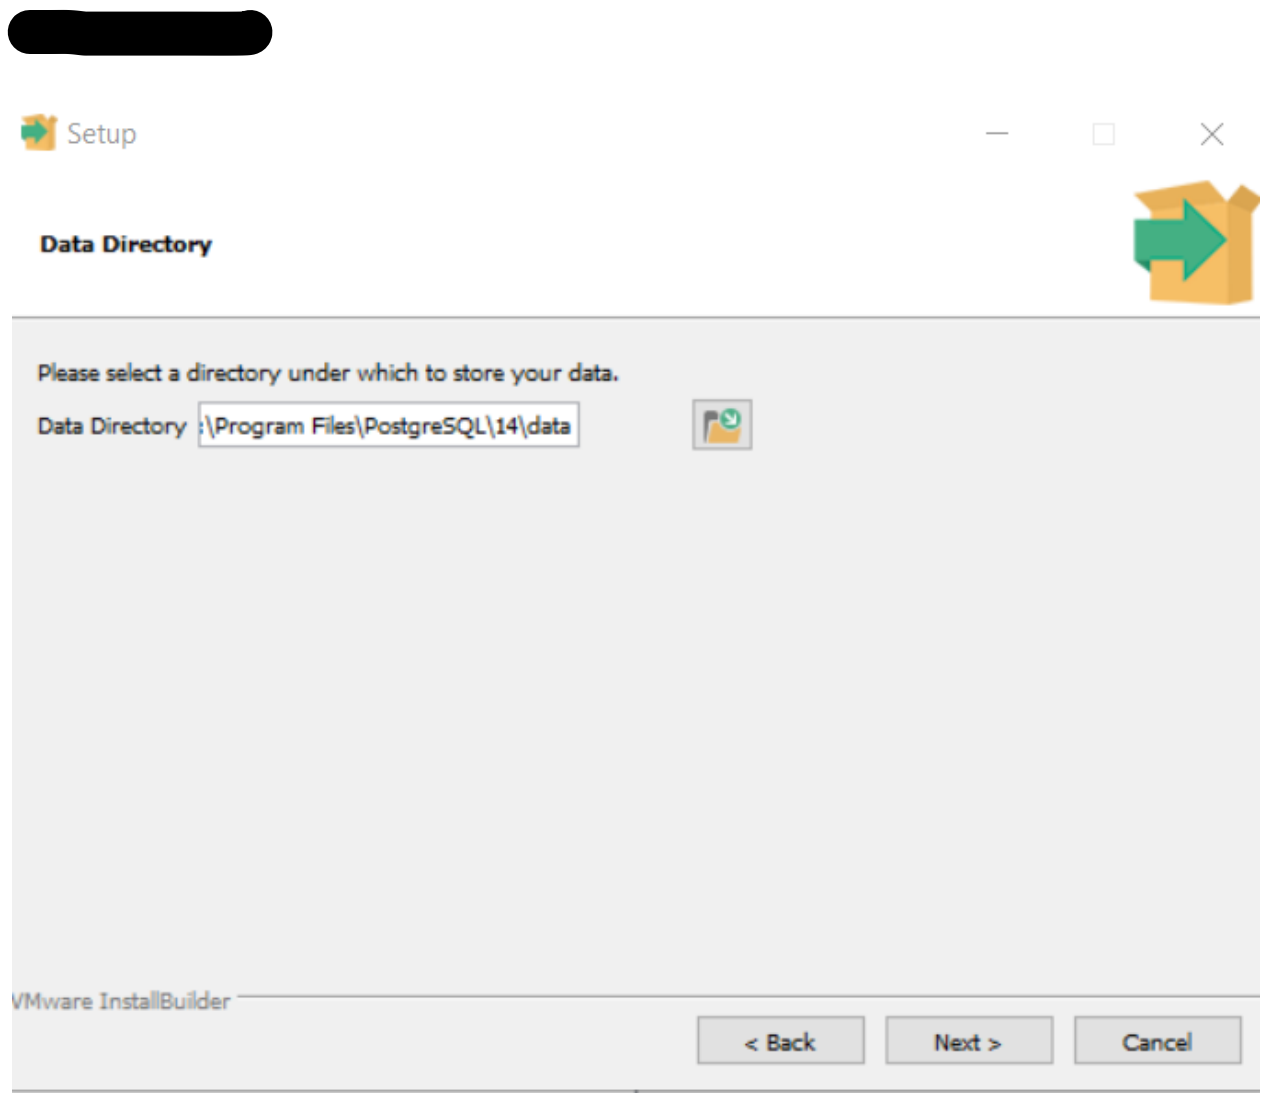 Setup
Data Directory
Please select a directory under which to store your data.
Data Directory :\Program Files\PostgreSQL\14\data
VMware InstallBuilder
< Back Next > Cancel